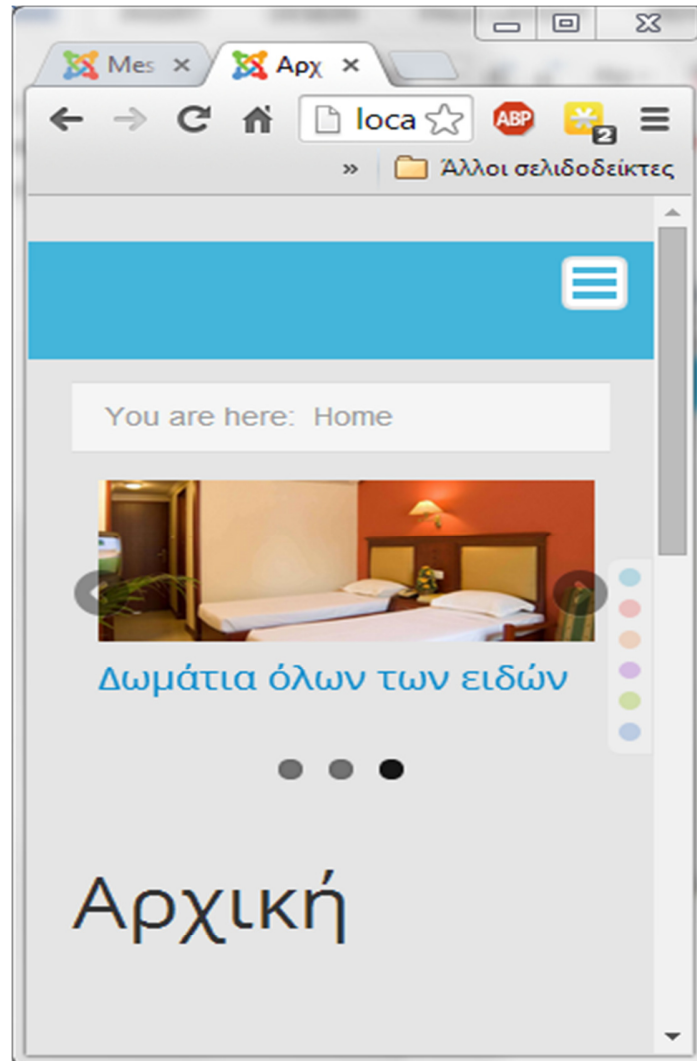 Mes
Αρχ
loca
ABP
2
» Άλλοι σελιδοδείκτες
You are here: Home
Δωμάτια όλων των ειδών
Αρχική